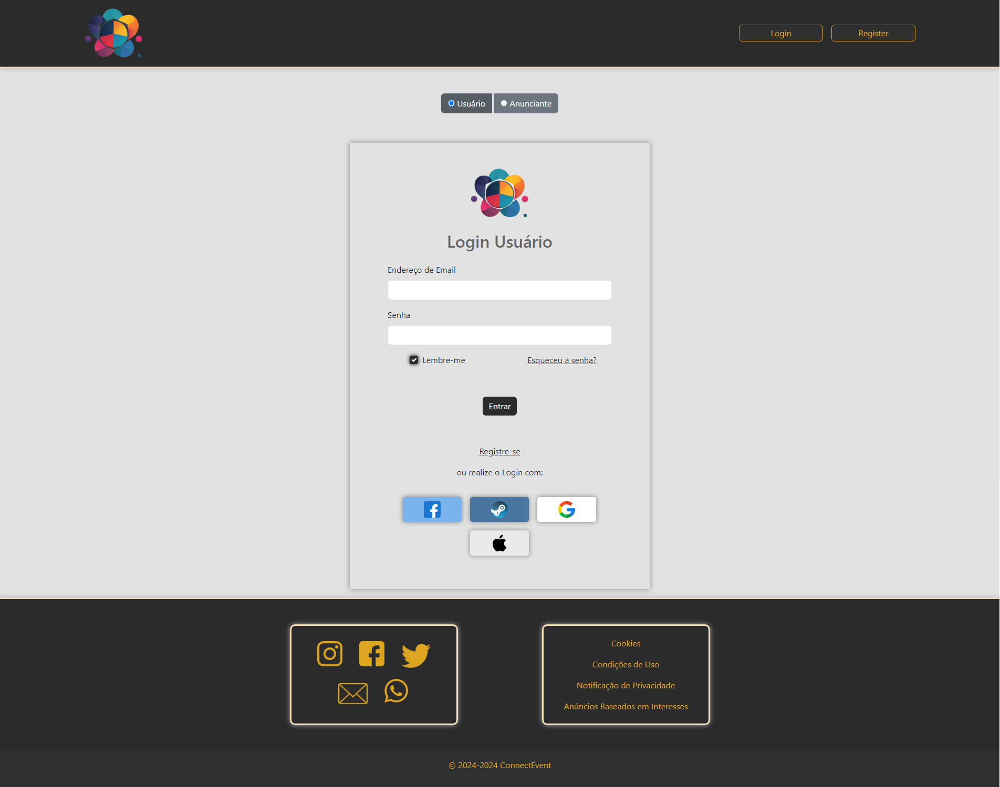 Login
Register
Usuário
Anunciante
Login Usuário
Endereço de Email
Senha
Lembre-me
Esqueceu a senha?
Entrar
Registre-se
ou realize o Login com:
Cookies
Condições de Uso
Notificação de Privacidade
Anúncios Baseados em Interesses
© 2024-2024 ConnectEvent